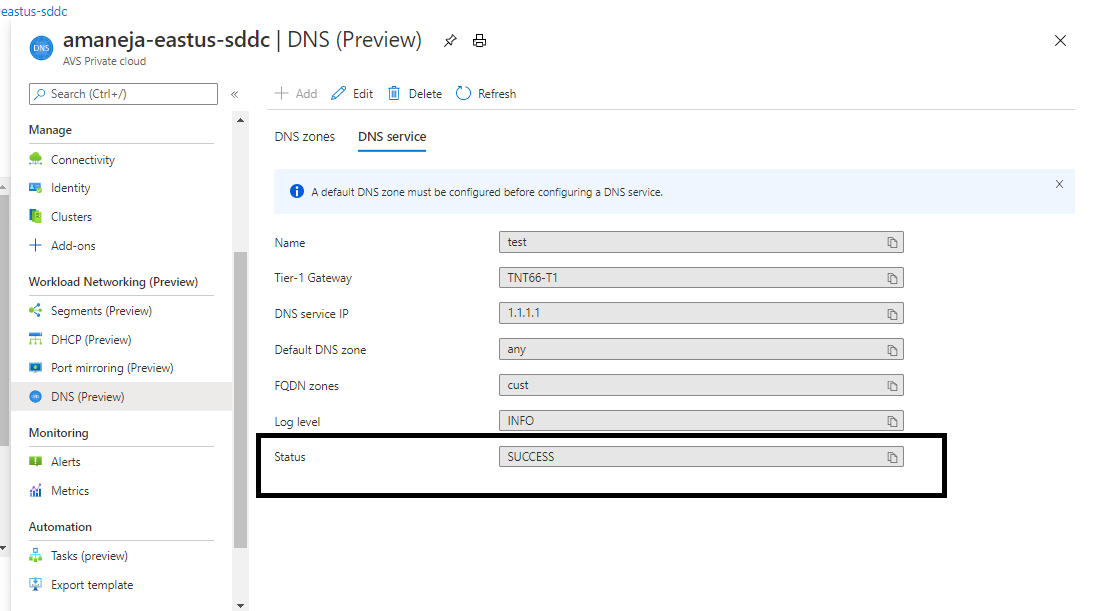 eastus-sddc
DNS
amaneja-eastus-sddc | DNS (Preview)
AVS Private cloud
Search (Ctrl+/)
«
Manage
Connectivity
Identity
Clusters
Add-ons
Workload Networking (Preview)
Segments (Preview)
DHCP (Preview)
Port mirroring (Preview)
DNS (Preview)
Monitoring
Alerts
Metrics
Automation
Tasks (preview)
Export template
Add Edit Delete Refresh
DNS zones DNS service
A default DNS zone must be configured before configuring a DNS service.
Name test
Tier-1 Gateway TNT66-T1
DNS service IP 1.1.1.1
Default DNS zone any
FQDN zones cust
Log level INFO
Status SUCCESS